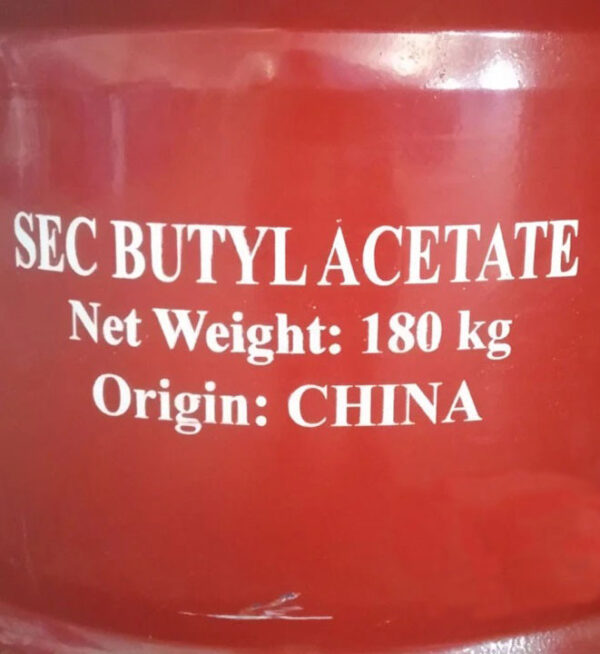 SEC BUTYL ACETATE
Net Weight: 180 kg
Origin: CHINA